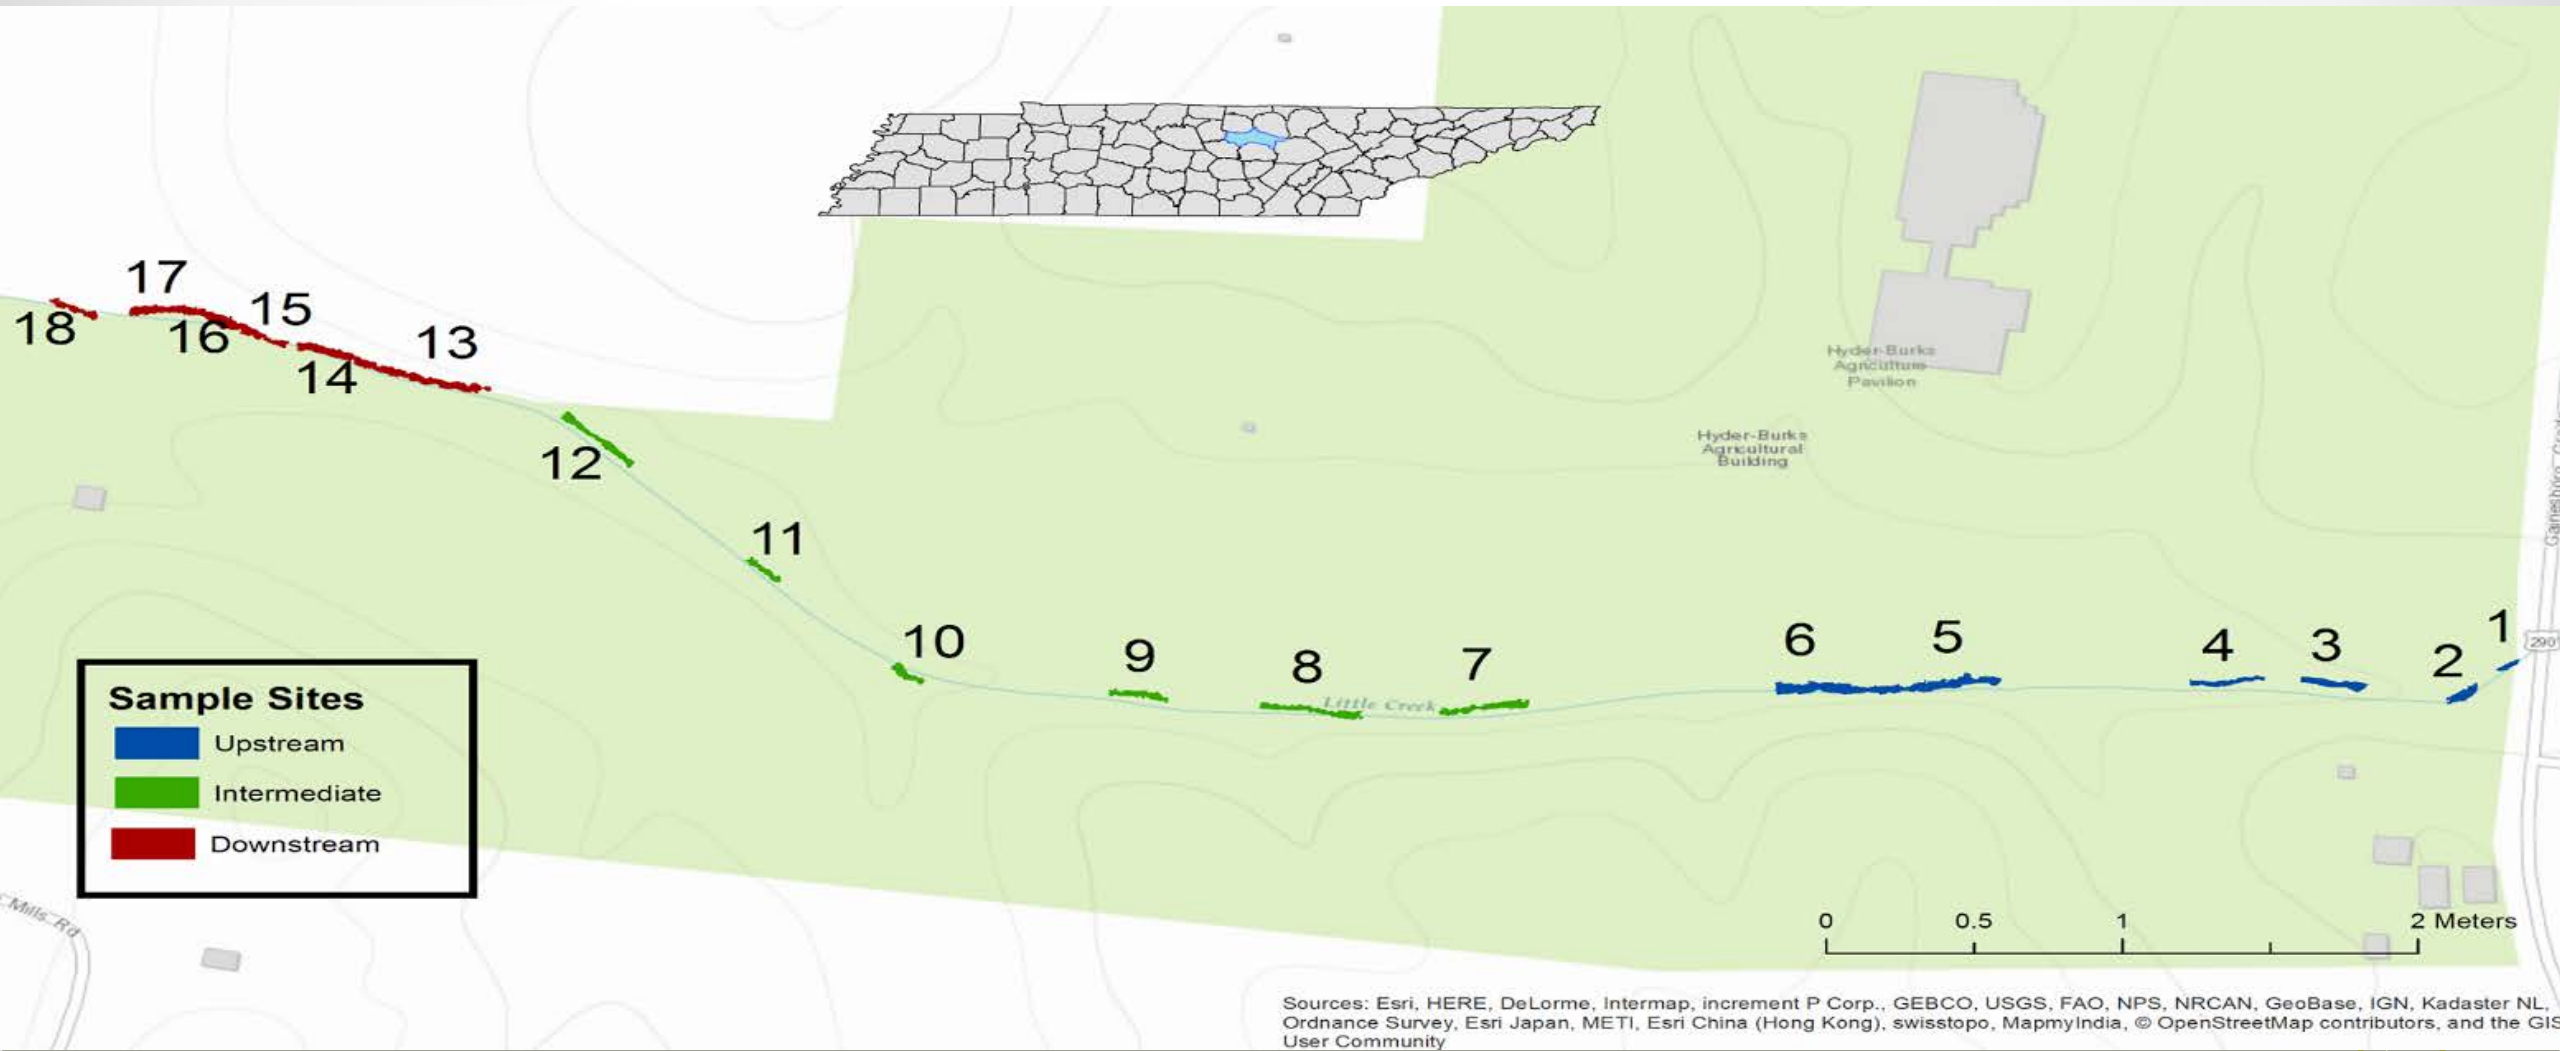 17
15
18
16
13
14
12
11
10
9
8
7
6
5
4
3
2
1
Hyder-Burks
Agriculture
Pavilion
Hyder-Burks
Agricultural
Building
Little Creek
290
Sample Sites
Upstream
Intermediate
Downstream
Mills Rd
0 0.5 1 2 Meters
Sources: Esri, HERE, DeLorme, Intermap, increment P Corp., GEBCO, USGS, FAO, NPS, NRCAN, GeoBase, IGN, Kadaster NL,
Ordnance Survey, Esri Japan, METI, Esri China (Hong Kong), swisstopo, MapmyIndia, © OpenStreetMap contributors, and the GIS
User Community